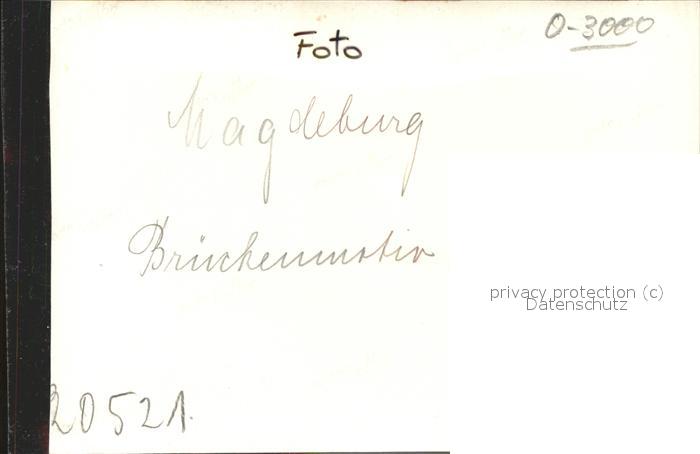 O-3000
Foto
Magdeburg
Brückenmotiv
privacy protection (c)
Datenschutz
20521.